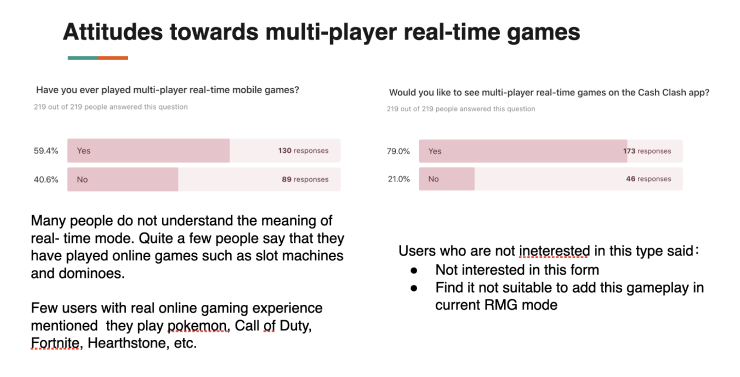 Attitudes towards multi-player real-time games
Have you ever played multi-player real-time mobile games?
219 out of 219 people answered this question
59.4% Yes 130 responses
40.6% No 89 responses
Many people do not understand the meaning of
real- time mode. Quite a few people say that they
have played online games such as slot machines
and dominoes.
Few users with real online gaming experience
mentioned they play pokemon, Call of Duty,
Fortnite, Hearthstone, etc.
Would you like to see multi-player real-time games on the Cash Clash app?
219 out of 219 people answered this question
79.0% Yes 173 responses
21.0% No 46 responses
Users who are not ineterested in this type said:
● Not interested in this form
● Find it not suitable to add this gameplay in
current RMG mode